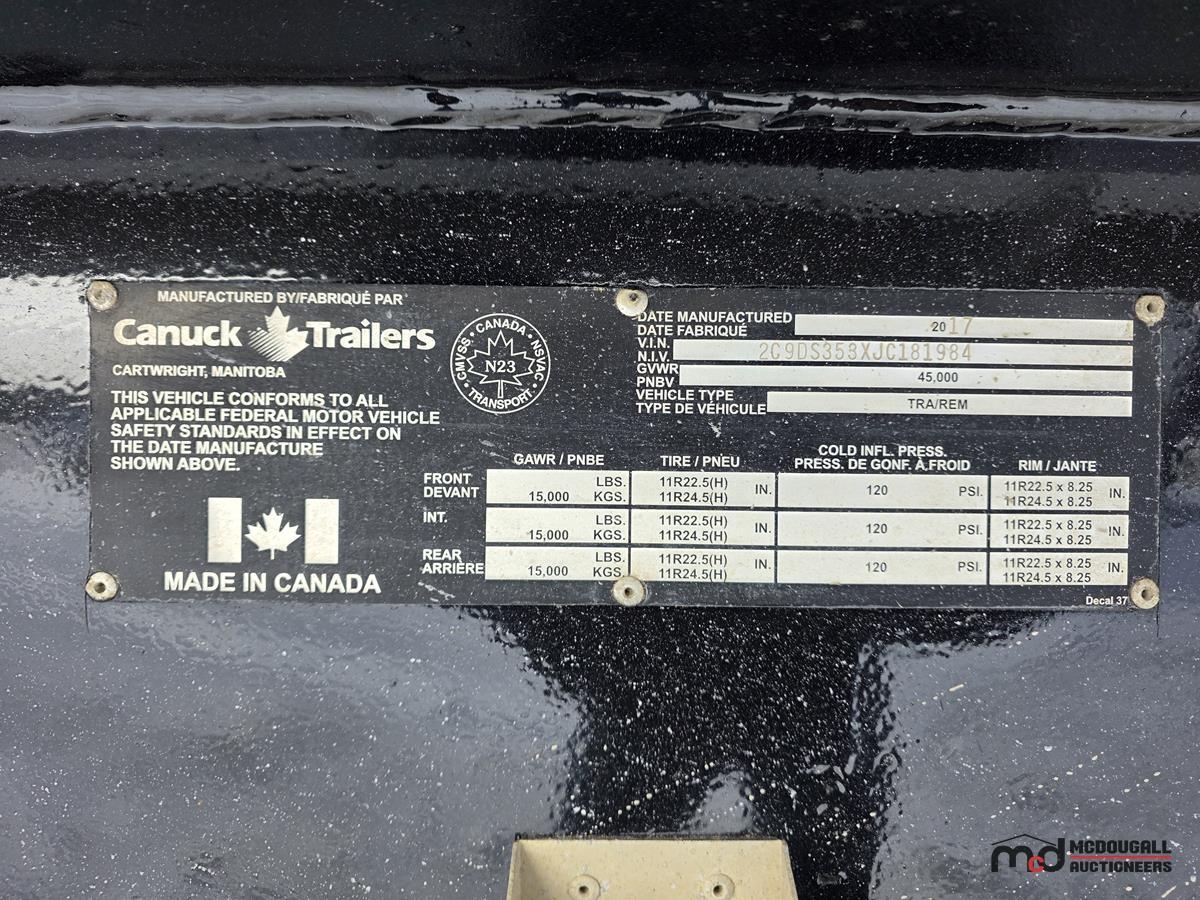 MANUFACTURED BY/FABRIQUÉ PAR
Canuck Trailers
CARTWRIGHT, MANITOBA
THIS VEHICLE CONFORMS TO ALL
APPLICABLE FEDERAL MOTOR VEHICLE
SAFETY STANDARDS IN EFFECT ON
THE DATE MANUFACTURE
SHOWN ABOVE.
MADE IN CANADA
CANADA • NSVAC • TRANSPORT • CMVSS •
N23
DATE MANUFACTURED
DATE FABRIQUÉ
2017
V.I.N.
N.I.V.
2C9DS353XJC181984
GVWR
PNBV
45,000
VEHICLE TYPE
TYPE DE VÉHICULE
TRA/REM
GAWR / PNBE TIRE / PNEU COLD INFL. PRESS. RIM / JANTE
PRESS. DE GONF. À FROID
FRONT LBS. 11R22.5(H) 11R22.5 x 8.25
DEVANT 15,000 KGS. 11R24.5(H) IN. 120 PSI. 11R24.5 x 8.25 IN.
INT. LBS. 11R22.5(H) 11R22.5 x 8.25
15,000 KGS. 11R24.5(H) IN. 120 PSI. 11R24.5 x 8.25 IN.
REAR LBS. 11R22.5(H) 11R22.5 x 8.25
ARRIÈRE 15,000 KGS. 11R24.5(H) IN. 120 PSI. 11R24.5 x 8.25 IN.
Decal 37
mcd MCDOUGALL
AUCTIONEERS